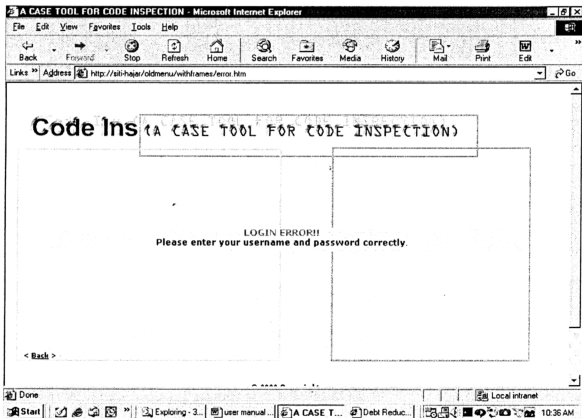 A CASE TOOL FOR CODE INSPECTION - Microsoft Internet Explorer
File Edit View Favorites Tools Help
Back Forward Stop Refresh Home Search Favorites Media History Mail Print Edit
Links Address http://siti-hajar/oldmenu/withframes/error.htm Go
Code Ins (A CASE TOOL FOR CODE INSPECTION)
LOGIN ERROR!!
Please enter your username and password correctly.
< Back >
Done Local intranet
Start Exploring - 3... user manual ... A CASE T... Debt Reduc... 10:36 AM